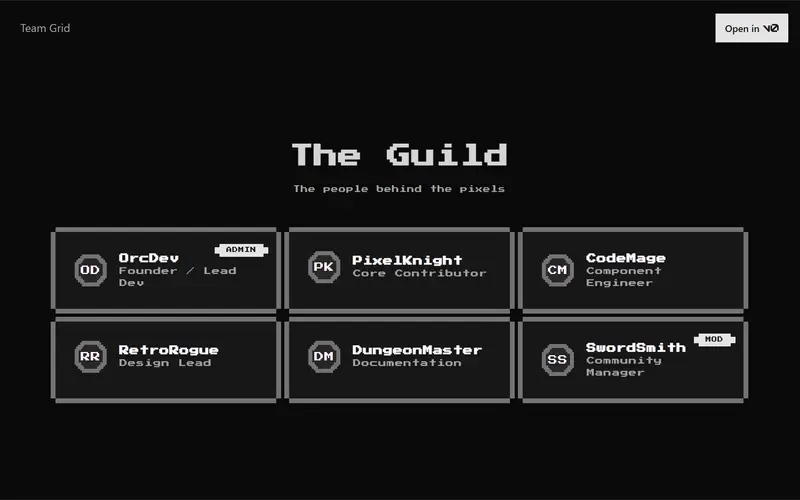 Team Grid
Open in v0
The Guild
The people behind the pixels
OD
OrcDev
ADMIN
Founder / Lead
Dev
PK
PixelKnight
Core Contributor
CM
CodeMage
Component
Engineer
RR
RetroRogue
Design Lead
DM
DungeonMaster
Documentation
SS
SwordSmith
MOD
Community
Manager